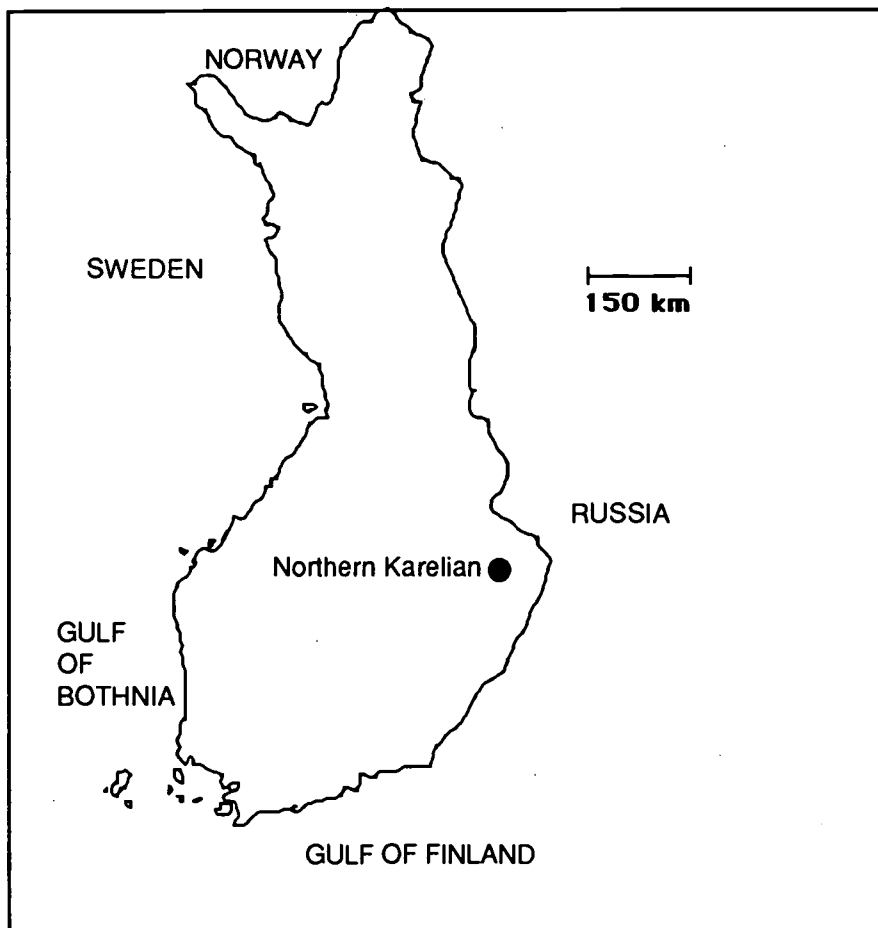 NORWAY
SWEDEN
150 km
RUSSIA
Northern Karelian
GULF
OF
BOTHNIA
GULF OF FINLAND